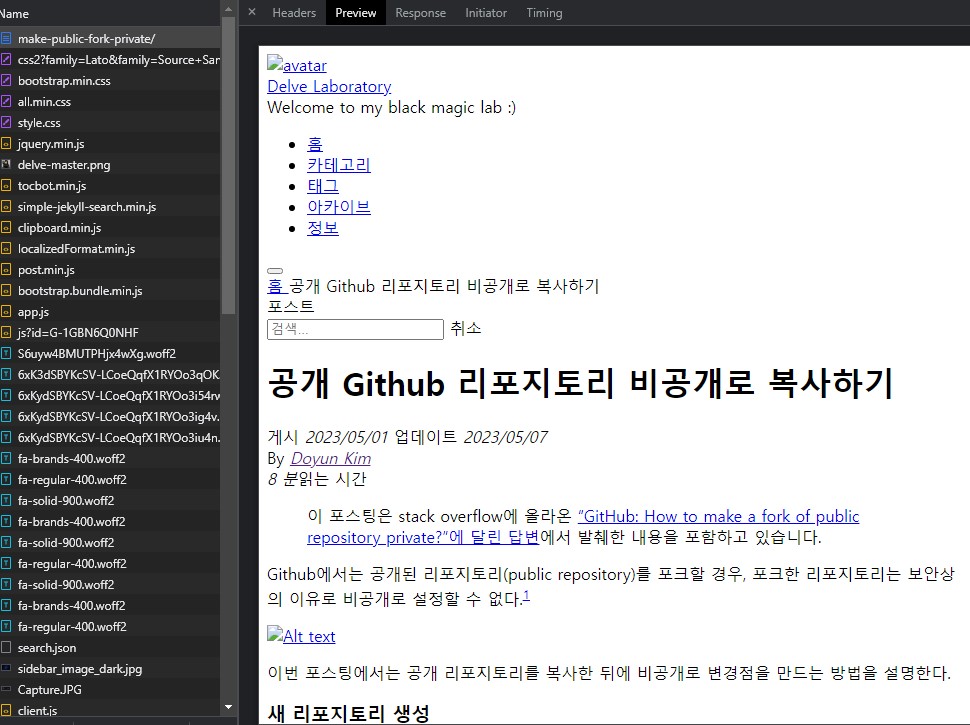 Name
make-public-fork-private/
css2?family=Lato&family=Source+San
bootstrap.min.css
all.min.css
style.css
jquery.min.js
delve-master.png
tocbot.min.js
simple-jekyll-search.min.js
clipboard.min.js
localizedFormat.min.js
post.min.js
bootstrap.bundle.min.js
app.js
js?id=G-1GBN6Q0NHF
S6uyw4BMUTPHjx4wXg.woff2
6xK3dSBYKcSV-LCoeQqfX1RYOo3qOK
6xKydSBYKcSV-LCoeQqfX1RYOo3i54rw
6xKydSBYKcSV-LCoeQqfX1RYOo3ig4v.
6xKydSBYKcSV-LCoeQqfX1RYOo3iu4n.
fa-brands-400.woff2
fa-regular-400.woff2
fa-solid-900.woff2
fa-brands-400.woff2
fa-solid-900.woff2
fa-regular-400.woff2
fa-solid-900.woff2
fa-brands-400.woff2
fa-regular-400.woff2
search.json
sidebar_image_dark.jpg
Capture.JPG
client.js
× Headers Preview Response Initiator Timing
avatar
Delve Laboratory
Welcome to my black magic lab :)
• 홈
• 카테고리
• 태그
• 아카이브
• 정보
홈 공개 Github 리포지토리 비공개로 복사하기
포스트
검색... 취소
공개 Github 리포지토리 비공개로 복사하기
게시 2023/05/01 업데이트 2023/05/07
By Doyun Kim
8 분읽는 시간
이 포스팅은 stack overflow에 올라온 “GitHub: How to make a fork of public
repository private?”에 달린 답변에서 발췌한 내용을 포함하고 있습니다.
Github에서는 공개된 리포지토리(public repository)를 포크할 경우, 포크한 리포지토리는 보안상
의 이유로 비공개로 설정할 수 없다.1
Alt text
이번 포스팅에서는 공개 리포지토리를 복사한 뒤에 비공개로 변경점을 만드는 방법을 설명한다.
새 리포지토리 생성